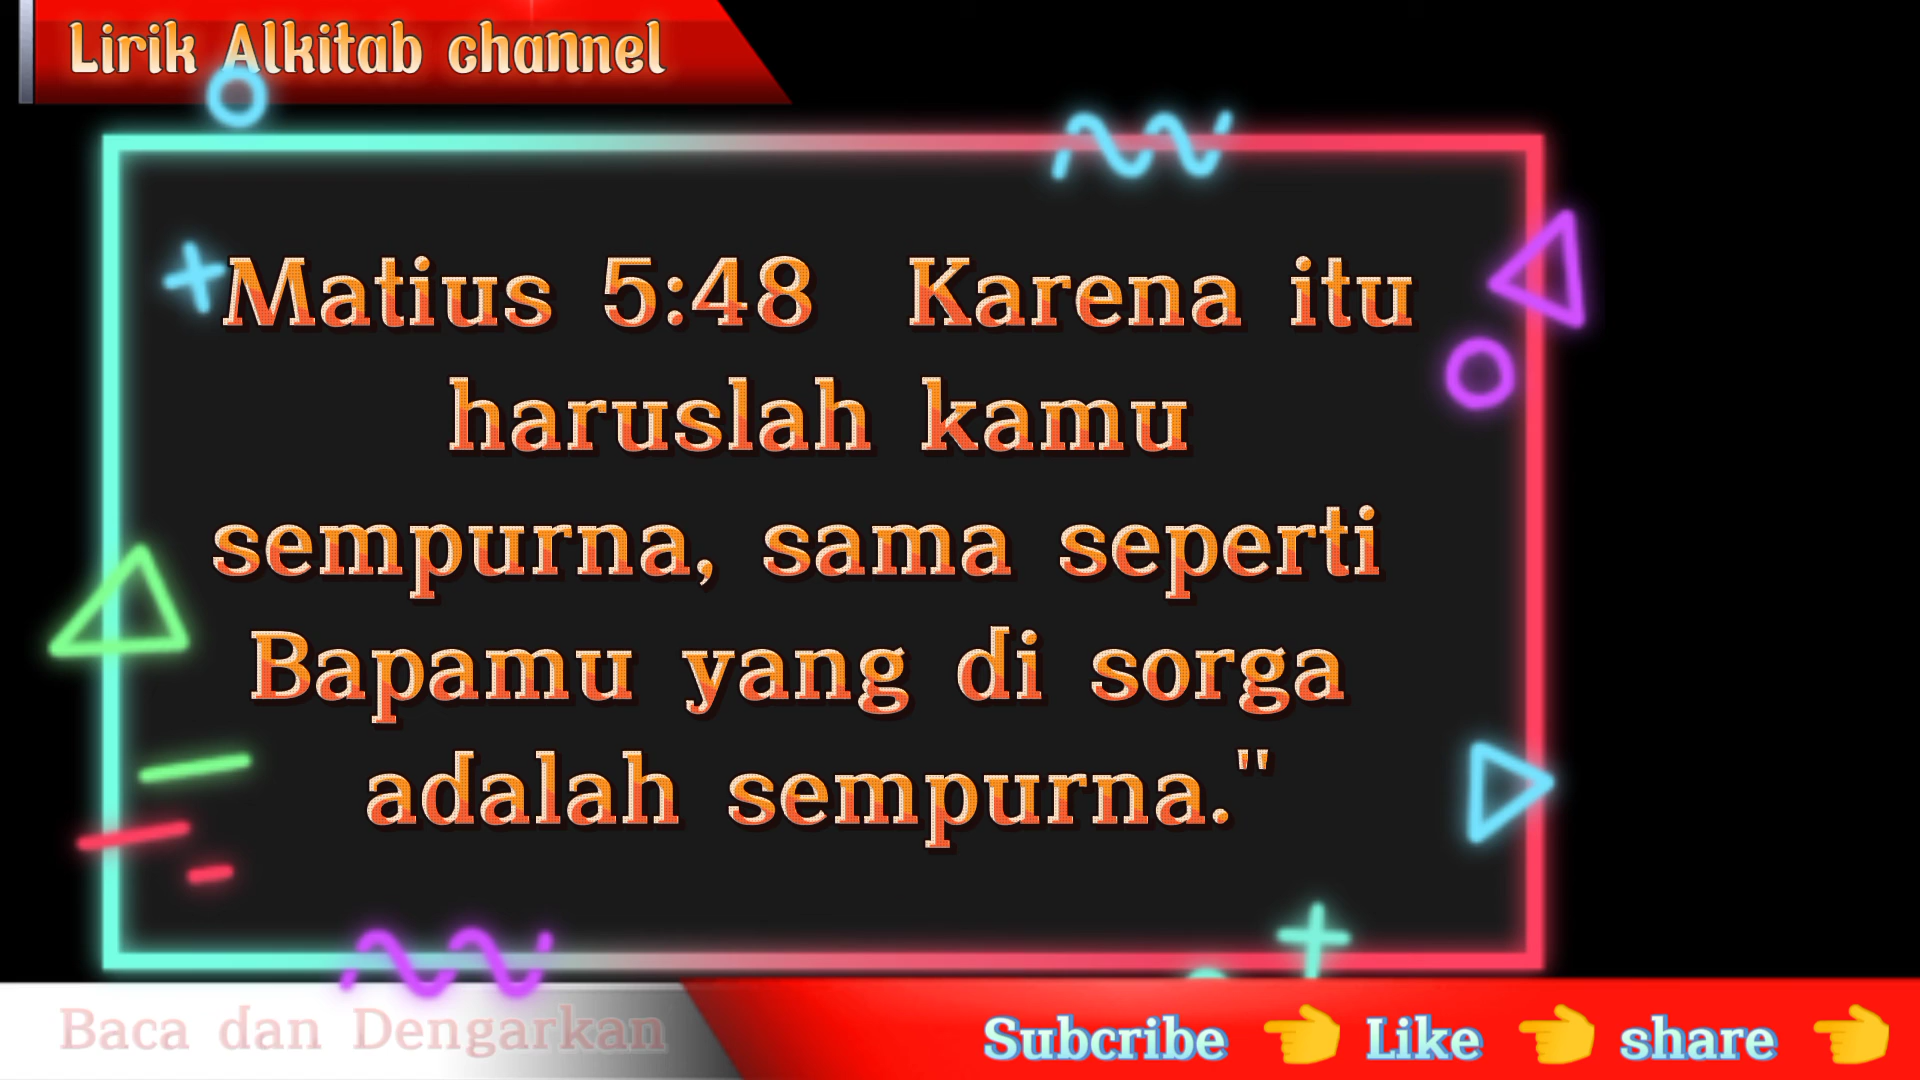 Lirik Alkitab channel
Matius 5:48 Karena itu
haruslah kamu
sempurna, sama seperti
Bapamu yang di sorga
adalah sempurna."
Baca dan Dengarkan
Subcribe 👈 Like 👈 share 👈